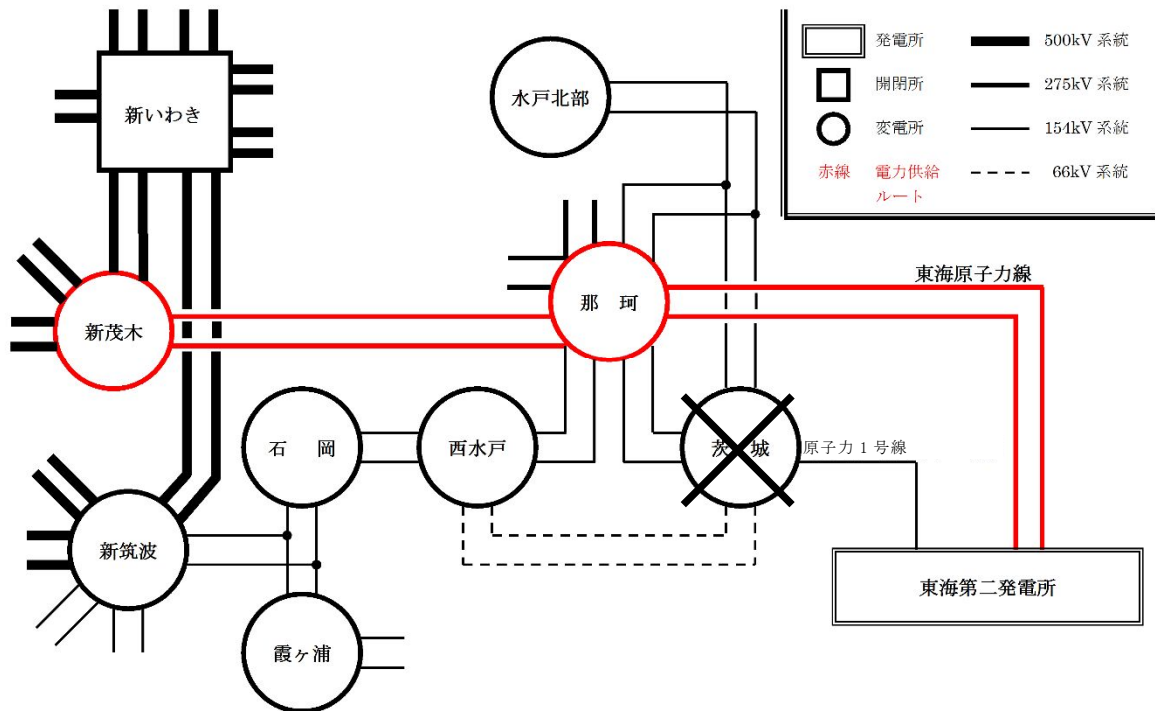 発電所
500kV 系統
開閉所
275kV 系統
変電所
154kV 系統
赤線
電力供給
ルート
66kV 系統
新いわき
水戸北部
東海原子力線
那　珂
新茂木
石　岡
西水戸
茨　城
原子力１号線
新筑波
東海第二発電所
霞ヶ浦